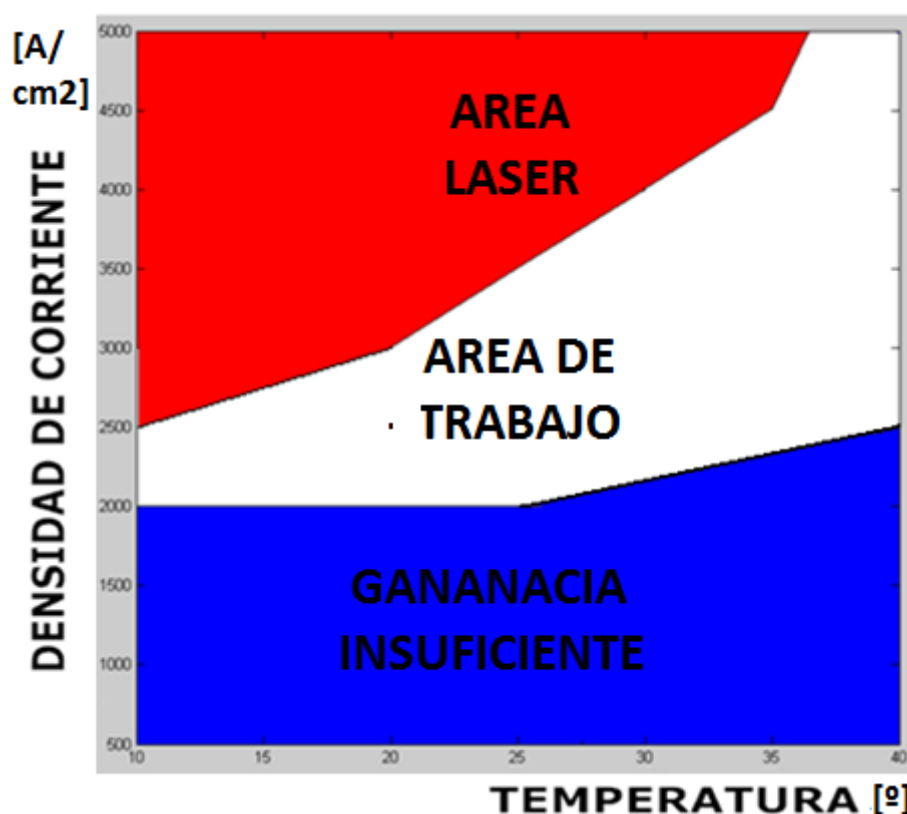 [A/
cm2]
DENSIDAD DE CORRIENTE
5000
4500
4000
3500
3000
2500
2000
1500
1000
500
AREA
LASER
AREA DE
TRABAJO
GANANACIA
INSUFICIENTE
10 15 20 25 30 35 40
TEMPERATURA [º]